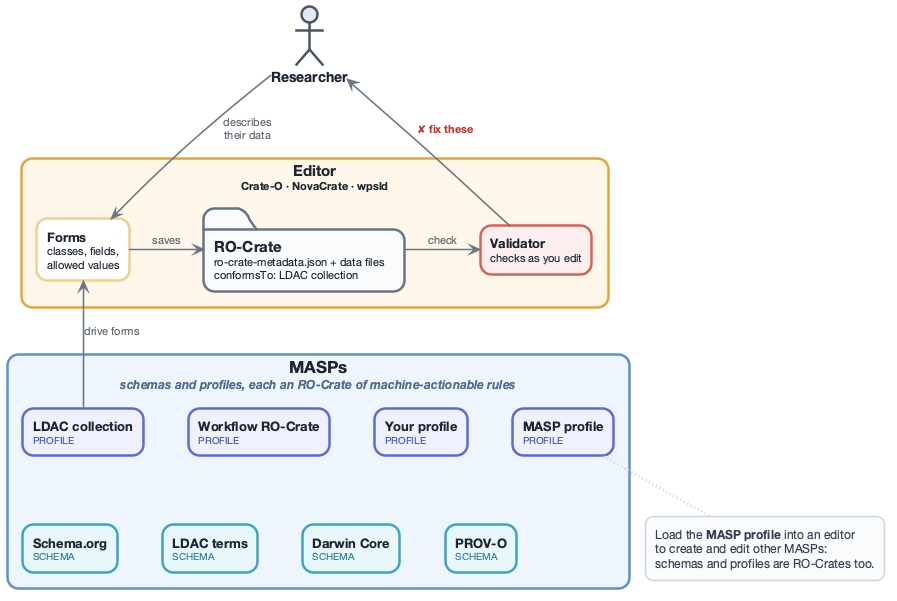 Researcher
describes
their data
✘ fix these
Editor
Crate-O · NovaCrate · wpsld
Forms
classes, fields,
allowed values
saves
RO-Crate
ro-crate-metadata.json + data files
conformsTo: LDAC collection
check
Validator
checks as you edit
drive forms
MASPs
schemas and profiles, each an RO-Crate of machine-actionable rules
LDAC collection
PROFILE
Workflow RO-Crate
PROFILE
Your profile
PROFILE
MASP profile
PROFILE
Schema.org
SCHEMA
LDAC terms
SCHEMA
Darwin Core
SCHEMA
PROV-O
SCHEMA
Load the MASP profile into an editor
to create and edit other MASPs:
schemas and profiles are RO-Crates too.